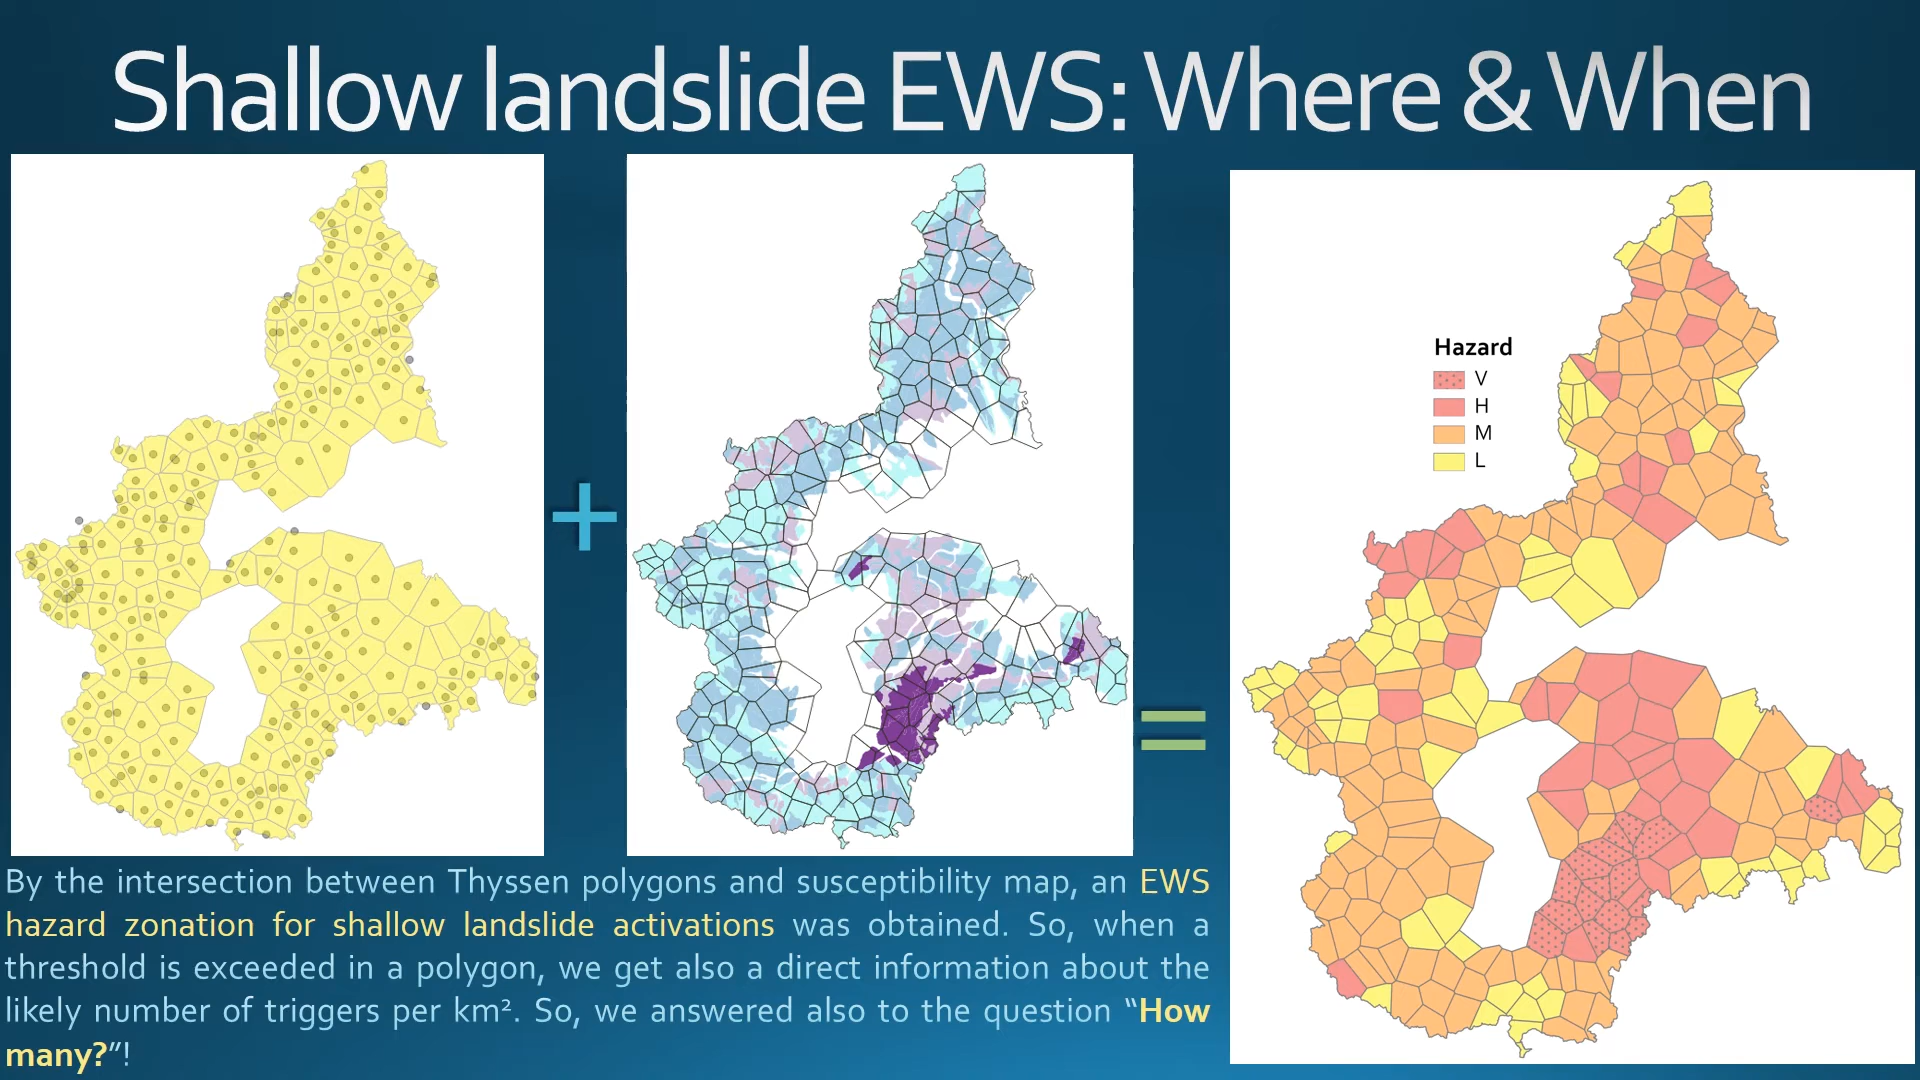 Shallow landslide EWS: Where & When
Hazard
V
H
M
L
+
=
By the intersection between Thyssen polygons and susceptibility map, an EWS
hazard zonation for shallow landslide activations was obtained. So, when a
threshold is exceeded in a polygon, we get also a direct information about the
likely number of triggers per km². So, we answered also to the question “How
many?”!